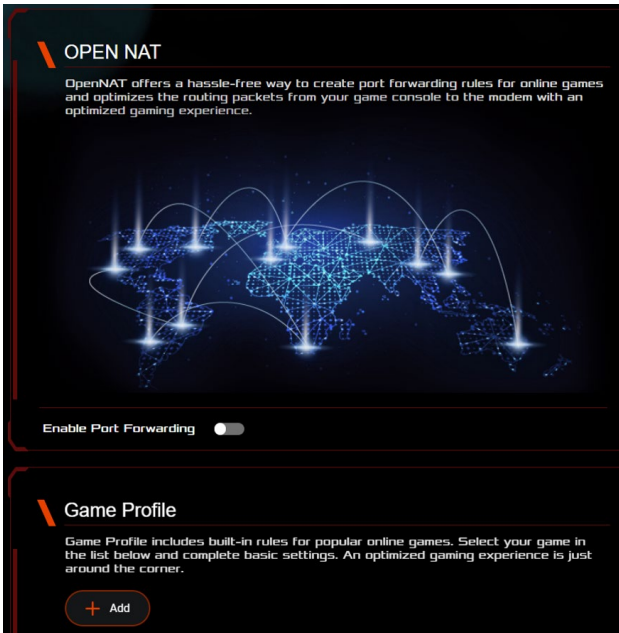 OPEN NAT
OpenNAT offers a hassle-free way to create port forwarding rules for online games
and optimizes the routing packets from your game console to the modem with an
optimized gaming experience.
Enable Port Forwarding
Game Profile
Game Profile includes built-in rules for popular online games. Select your game in
the list below and complete basic settings. An optimized gaming experience is just
around the corner.
Add